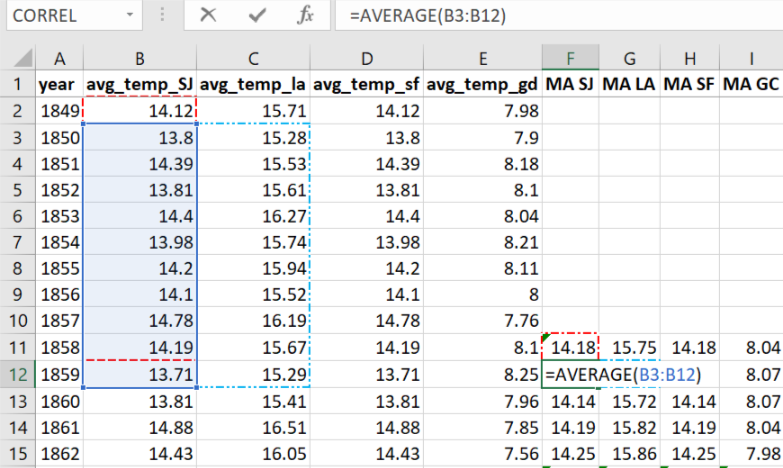 CORREL fx =AVERAGE(B3:B12)
A B C D E F G H I
1 year avg_temp_SJ avg_temp_la avg_temp_sf avg_temp_gd MA SJ MA LA MA SF MA GC
2 1849 14.12 15.71 14.12 7.98
3 1850 13.8 15.28 13.8 7.9
4 1851 14.39 15.53 14.39 8.18
5 1852 13.81 15.61 13.81 8.1
6 1853 14.4 16.27 14.4 8.04
7 1854 13.98 15.74 13.98 8.21
8 1855 14.2 15.94 14.2 8.11
9 1856 14.1 15.52 14.1 8
10 1857 14.78 16.19 14.78 7.76
11 1858 14.19 15.67 14.19 8.1 14.18 15.75 14.18 8.04
12 1859 13.71 15.29 13.71 8.25 =AVERAGE(B3:B12) 8.07
13 1860 13.81 15.41 13.81 7.96 14.14 15.72 14.14 8.07
14 1861 14.88 16.51 14.88 7.85 14.19 15.82 14.19 8.04
15 1862 14.43 16.05 14.43 7.56 14.25 15.86 14.25 7.98